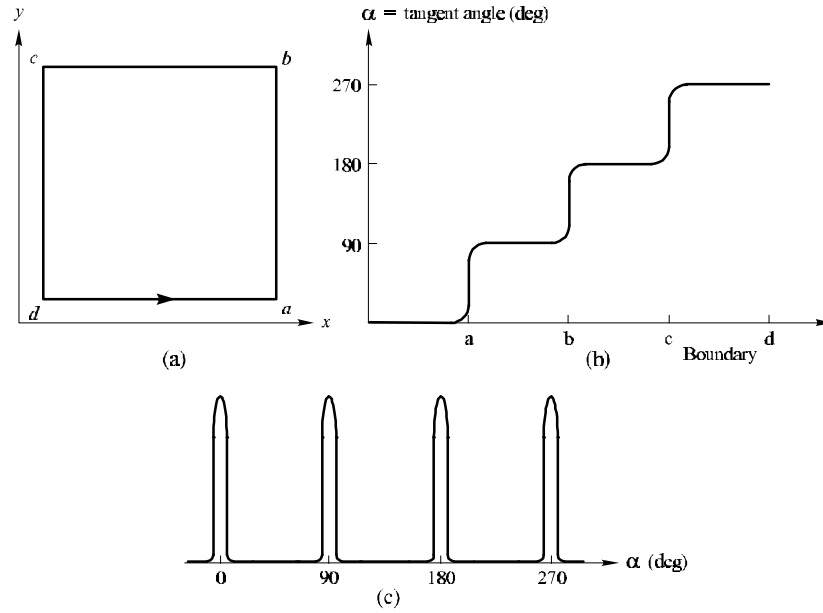 y
c
b
d
a
x
(a)
α = tangent angle (deg)
270
180
90
a
b
c
d
Boundary
(b)
0
90
180
270
α (deg)
(c)